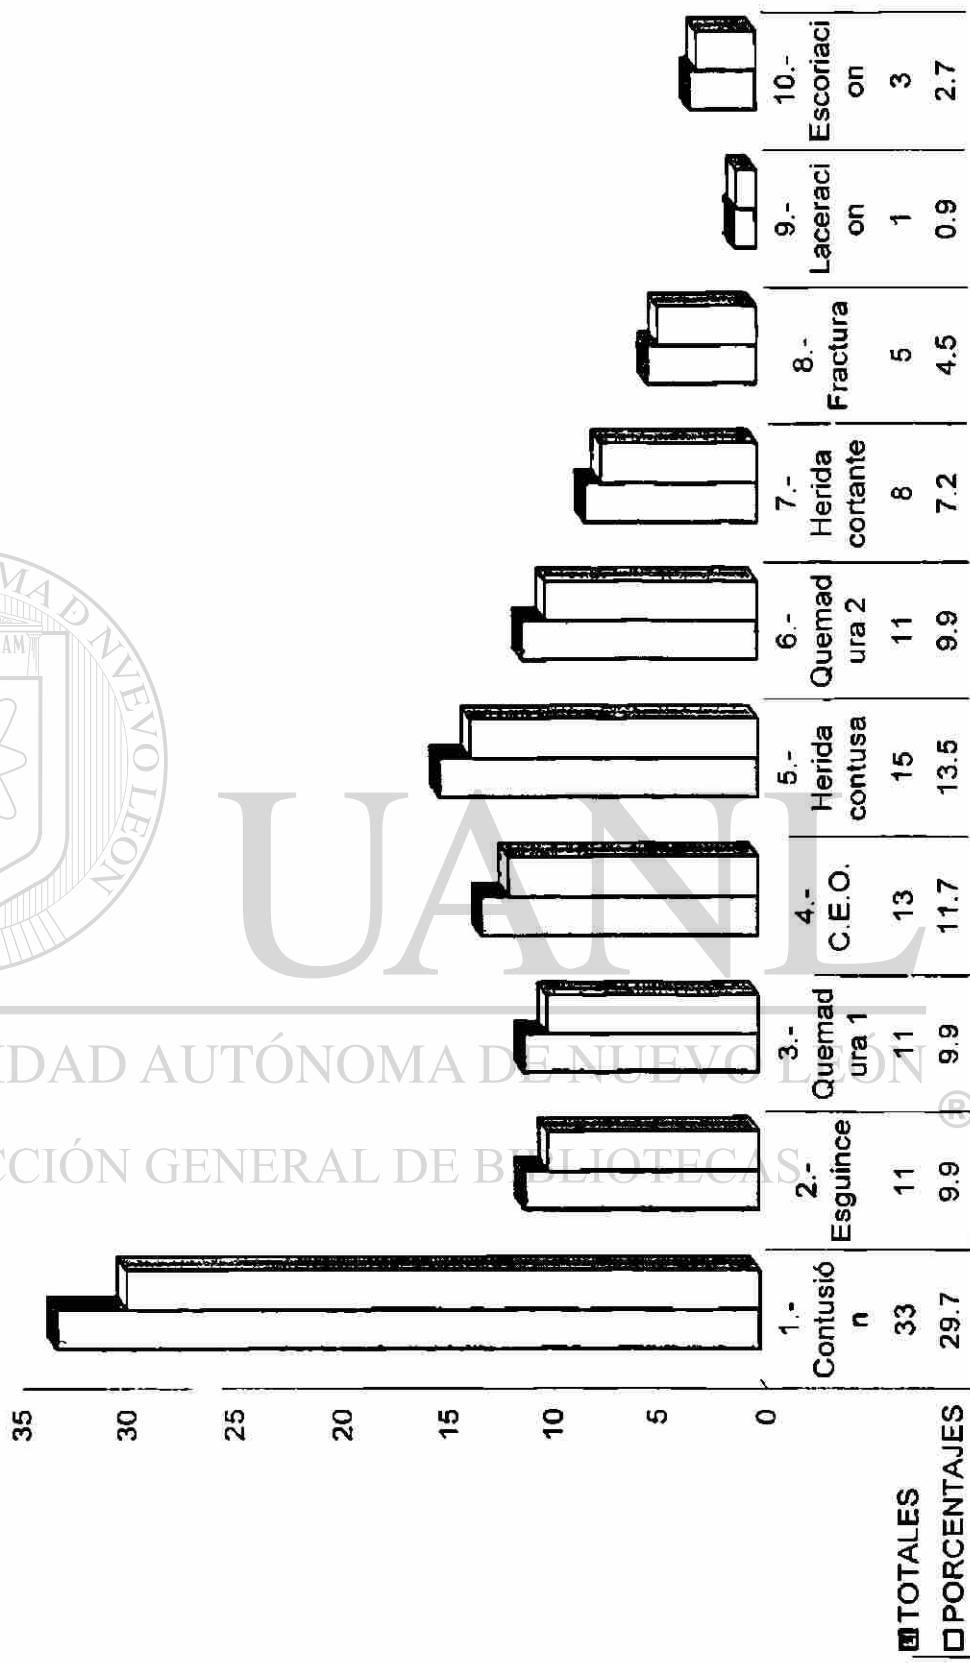 35
30
25
20
15
10
5
0
1.-
Contusió
n
2.-
Esguince
3.-
Quemad
ura 1
4.-
C.E.O.
5.-
Herida
contusa
6.-
Quemad
ura 2
7.-
Herida
cortante
8.-
Fractura
9.-
Laceraci
on
10.-
Escoriaci
on
TOTALES 33 11 11 13 15 11 8 5 1 3
PORCENTAJES 29.7 9.9 9.9 11.7 13.5 9.9 7.2 4.5 0.9 2.7
MA D NVEVO LEON
AM
UANL
IDAD AUTÓNOMA DE NUEVO LEÓN
®
CCIÓN GENERAL DE BIBLIOTECAS